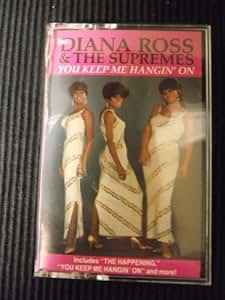 DIANA ROSS
& THE SUPREMES
YOU KEEP ME HANGIN' ON
Includes "THE HAPPENING,"
"YOU KEEP ME HANGIN' ON" and more!